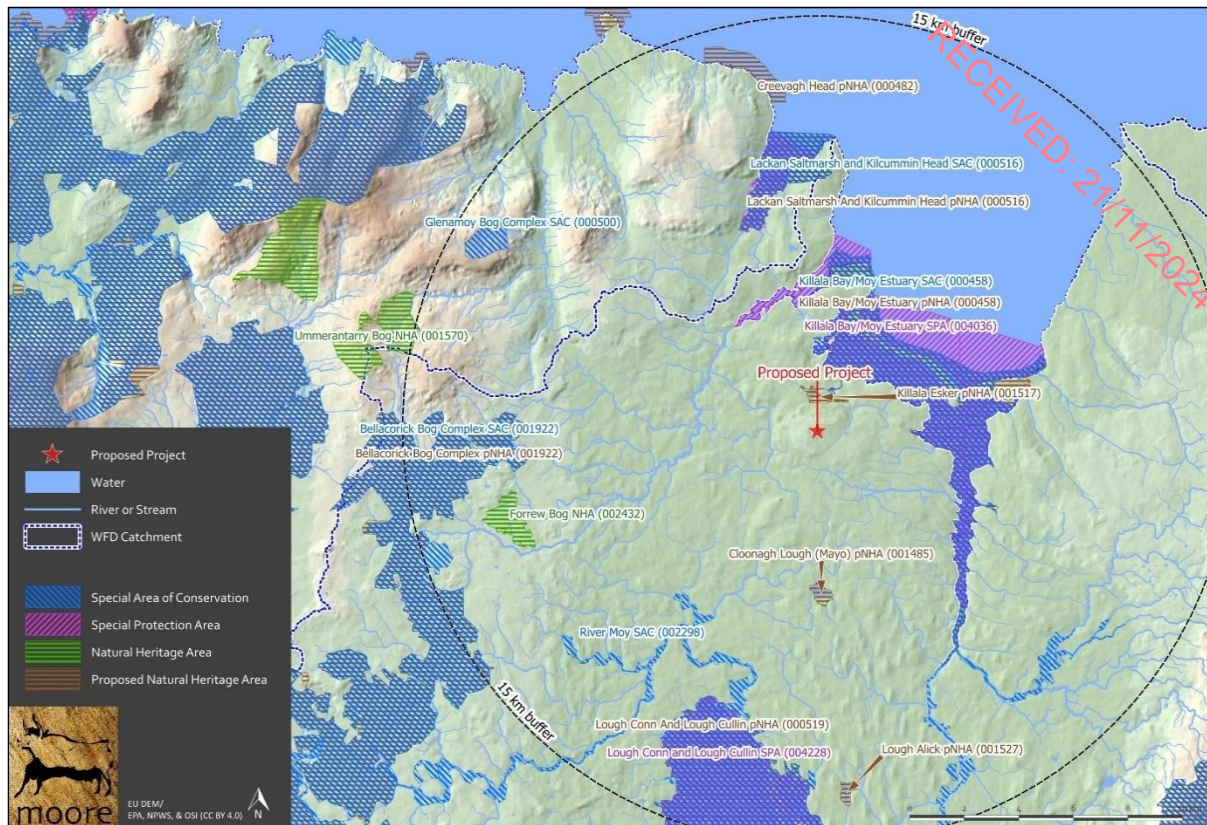 15 km buffer
RECEIVED: 21/11/2024
Creevagh Head pNHA (000482)
Lackan Saltmarsh and Kilcummin Head SAC (000516)
Lackan Saltmarsh And Kilcummin Head pNHA (000516)
Glenamoy Bog Complex SAC (000500)
Killala Bay/Moy Estuary SAC (000458)
Killala Bay/Moy Estuary pNHA (000458)
Killala Bay/Moy Estuary SPA (004036)
Ummerantarry Bog NHA (001570)
Proposed Project
Killala Esker pNHA (001517)
Bellacorick Bog Complex SAC (001922)
Bellacorick Bog Complex pNHA (001922)
Forrew Bog NHA (002432)
Cloonagh Lough (Mayo) pNHA (001485)
River Moy SAC (002298)
15 km buffer
Lough Conn And Lough Cullin pNHA (000519)
Lough Conn and Lough Cullin SPA (004228)
Lough Alick pNHA (001527)
Proposed Project
Water
River or Stream
WFD Catchment
Special Area of Conservation
Special Protection Area
Natural Heritage Area
Proposed Natural Heritage Area
moore
EU DEM/
EPA, NPWS, & OSI (CC BY 4.0)
N
0 2 4 6 8